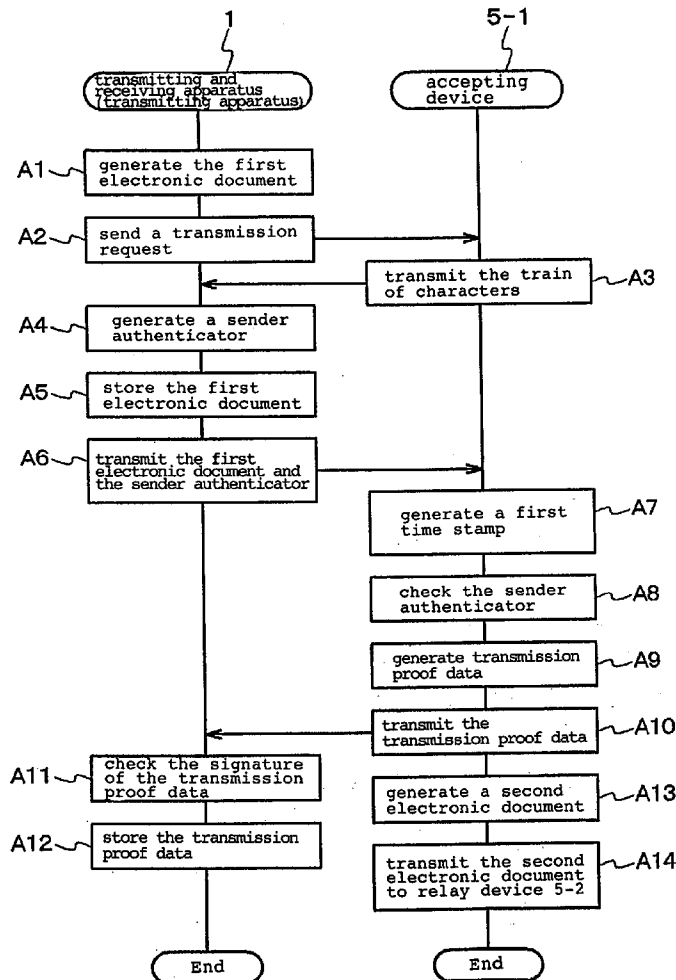 1
5-1
transmitting and
receiving apparatus
(transmitting apparatus)
accepting
device
A1
generate the first
electronic document
A2
send a transmission
request
transmit the train
of characters
A3
A4
generate a sender
authenticator
A5
store the first
electronic document
A6
transmit the first
electronic document and
the sender authenticator
generate a first
time stamp
A7
check the sender
authenticator
A8
generate transmission
proof data
A9
transmit the
transmission proof data
A10
A11
check the signature
of the transmission
proof data
generate a second
electronic document
A13
A12
store the transmission
proof data
transmit the second
electronic document
to relay device 5-2
A14
End
End